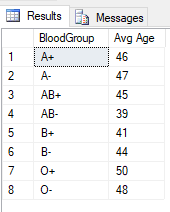 Results Messages
BloodGroup Avg Age
1 A+ 46
2 A- 47
3 AB+ 45
4 AB- 39
5 B+ 41
6 B- 44
7 O+ 50
8 O- 48